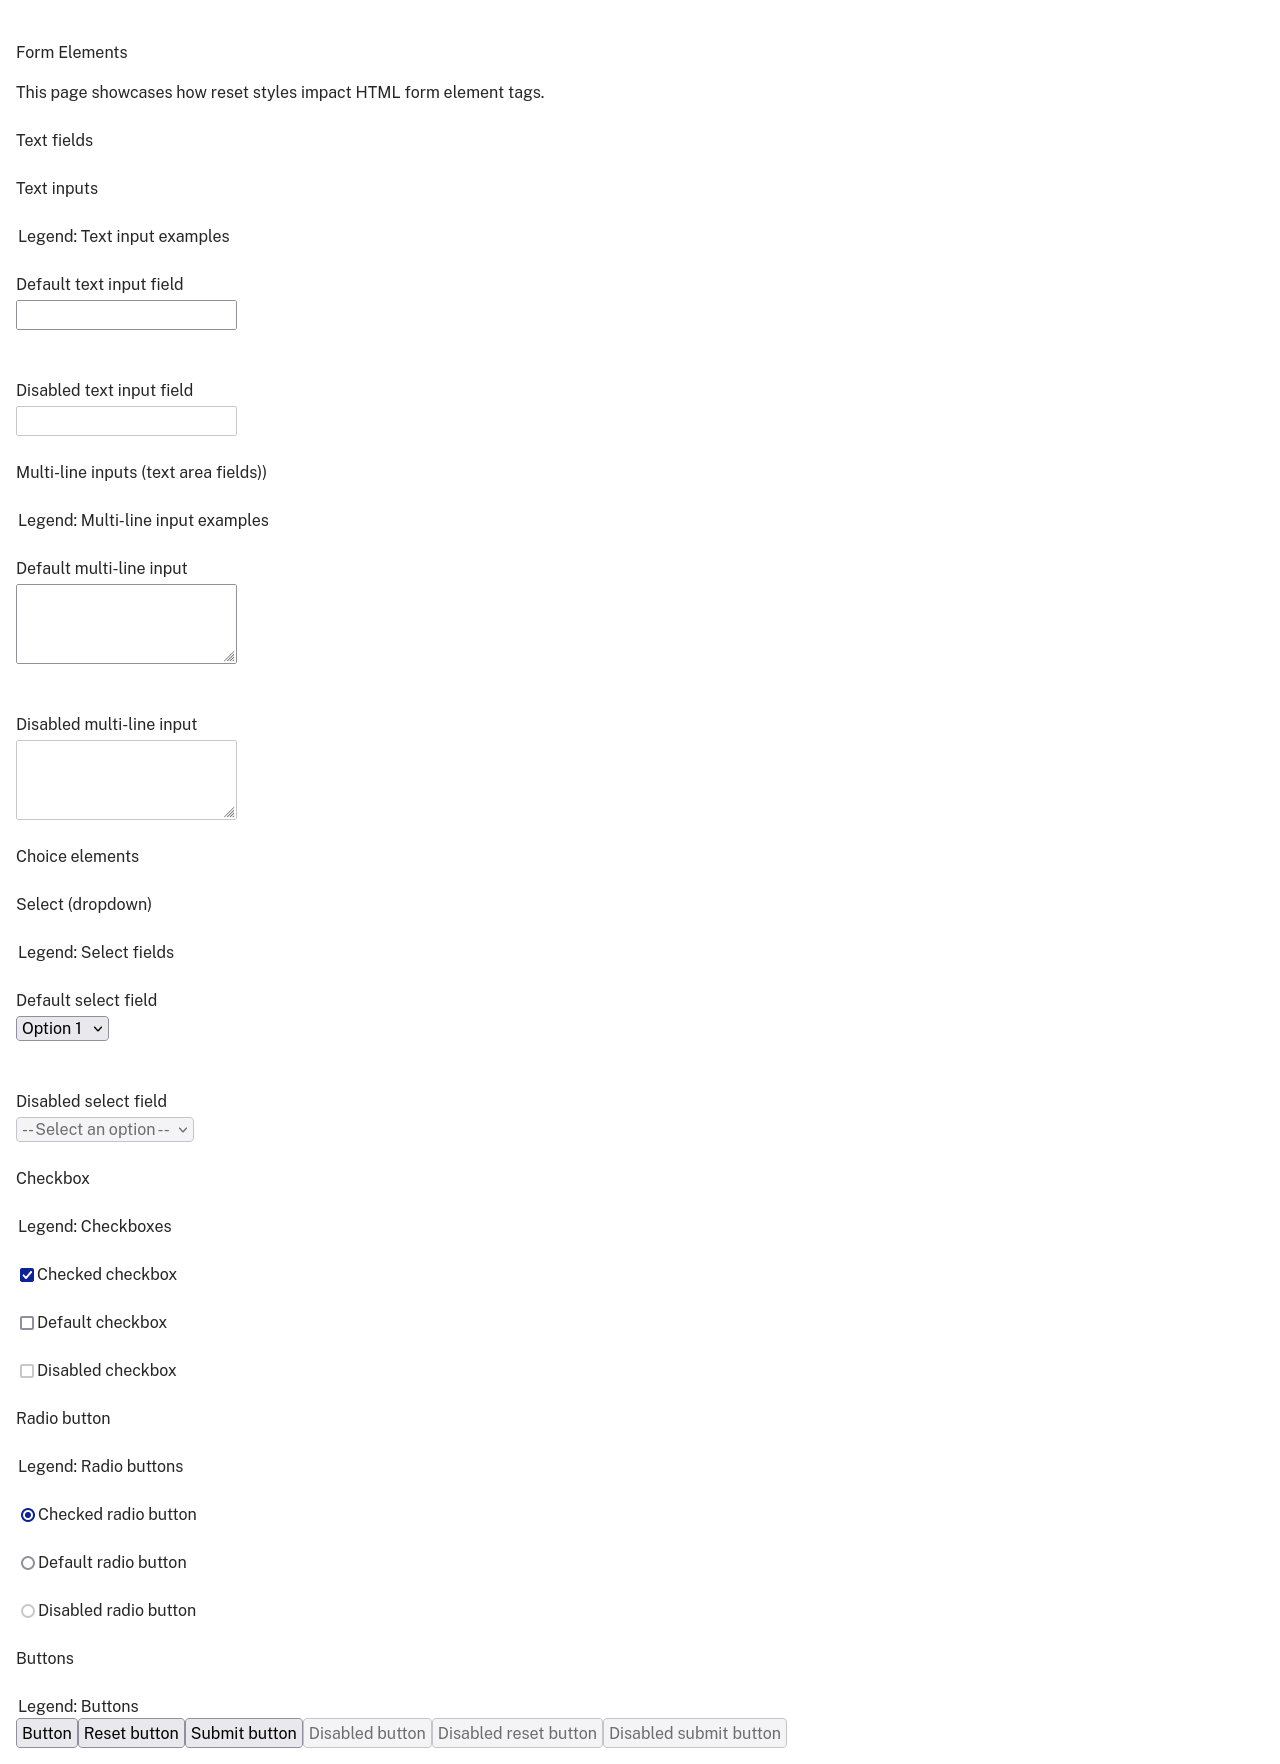 Form Elements
This page showcases how reset styles impact HTML form element tags.
Text fields
Text inputs
Legend: Text input examples
Default text input field
Disabled text input field
Multi-line inputs (text area fields))
Legend: Multi-line input examples
Default multi-line input
Disabled multi-line input
Choice elements
Select (dropdown)
Legend: Select fields
Default select field
Option 1
Disabled select field
--Select an option--
Checkbox
Legend: Checkboxes
Checked checkbox
Default checkbox
Disabled checkbox
Radio button
Legend: Radio buttons
Checked radio button
Default radio button
Disabled radio button
Buttons
Legend: Buttons
Button Reset button Submit button Disabled button Disabled reset button Disabled submit button